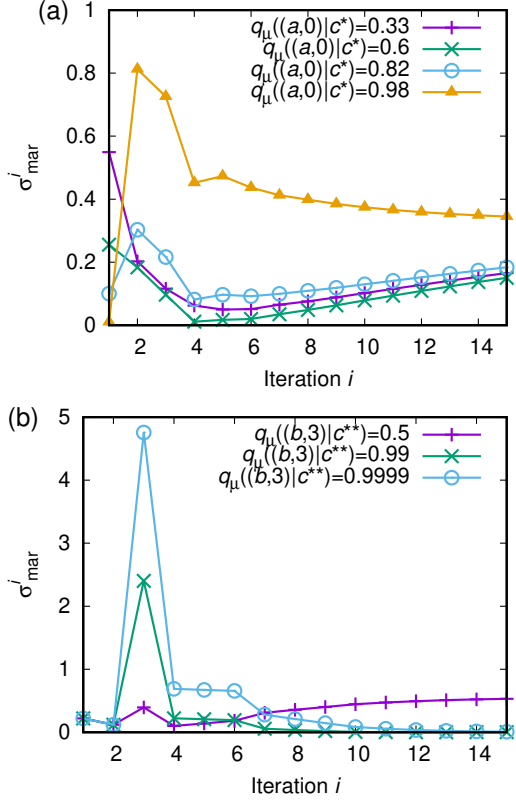 (a)
q_μ((a,0)|c*)=0.33
q_μ((a,0)|c*)=0.6
q_μ((a,0)|c*)=0.82
q_μ((a,0)|c*)=0.98
1
0.8
0.6
0.4
0.2
0
σ^i_mar
2 4 6 8 10 12 14
Iteration i
(b)
q_μ((b,3)|c**)=0.5
q_μ((b,3)|c**)=0.99
q_μ((b,3)|c**)=0.9999
5
4
3
2
1
0
σ^i_mar
2 4 6 8 10 12 14
Iteration i